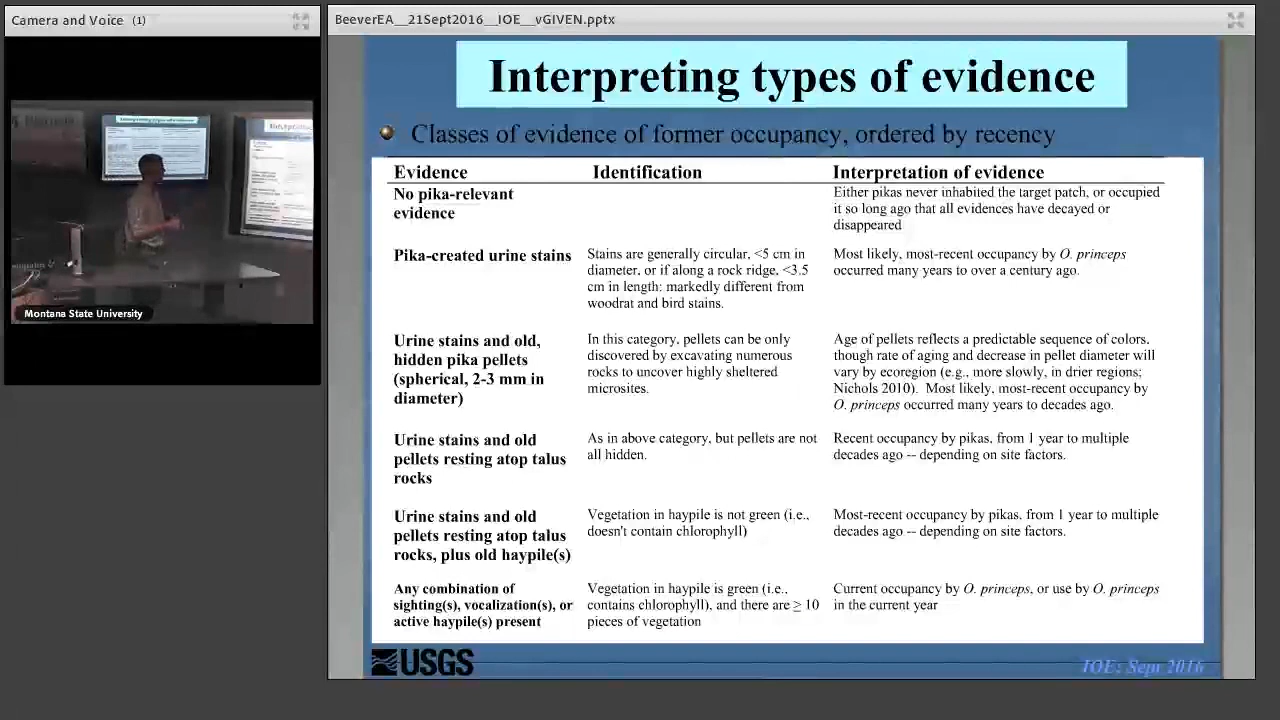 Camera and Voice (1)
Montana State University
BeeverEA__21Sept2016__IOE__vGIVEN.pptx
Interpreting types of evidence
Classes of evidence of former occupancy, ordered by recency
Evidence Identification Interpretation of evidence
No pika-relevant
evidence
Either pikas never inhabited the target patch, or occupied
it so long ago that all evidences have decayed or
disappeared
Pika-created urine stains
Stains are generally circular, <5 cm in
diameter, or if along a rock ridge, <3.5
cm in length; markedly different from
woodrat and bird stains.
Most likely, most-recent occupancy by O. princeps
occurred many years to over a century ago.
Urine stains and old,
hidden pika pellets
(spherical, 2-3 mm in
diameter)
In this category, pellets can be only
discovered by excavating numerous
rocks to uncover highly sheltered
microsites.
Age of pellets reflects a predictable sequence of colors,
though rate of aging and decrease in pellet diameter will
vary by ecoregion (e.g., more slowly, in drier regions;
Nichols 2010). Most likely, most-recent occupancy by
O. princeps occurred many years to decades ago.
Urine stains and old
pellets resting atop talus
rocks
As in above category, but pellets are not
all hidden.
Recent occupancy by pikas, from 1 year to multiple
decades ago -- depending on site factors.
Urine stains and old
pellets resting atop talus
rocks, plus old haypile(s)
Vegetation in haypile is not green (i.e.,
doesn't contain chlorophyll)
Most-recent occupancy by pikas, from 1 year to multiple
decades ago -- depending on site factors.
Any combination of
sighting(s), vocalization(s), or
active haypile(s) present
Vegetation in haypile is green (i.e.,
contains chlorophyll), and there are ≥ 10
pieces of vegetation
Current occupancy by O. princeps, or use by O. princeps
in the current year
USGS
IOE: Sept 2016